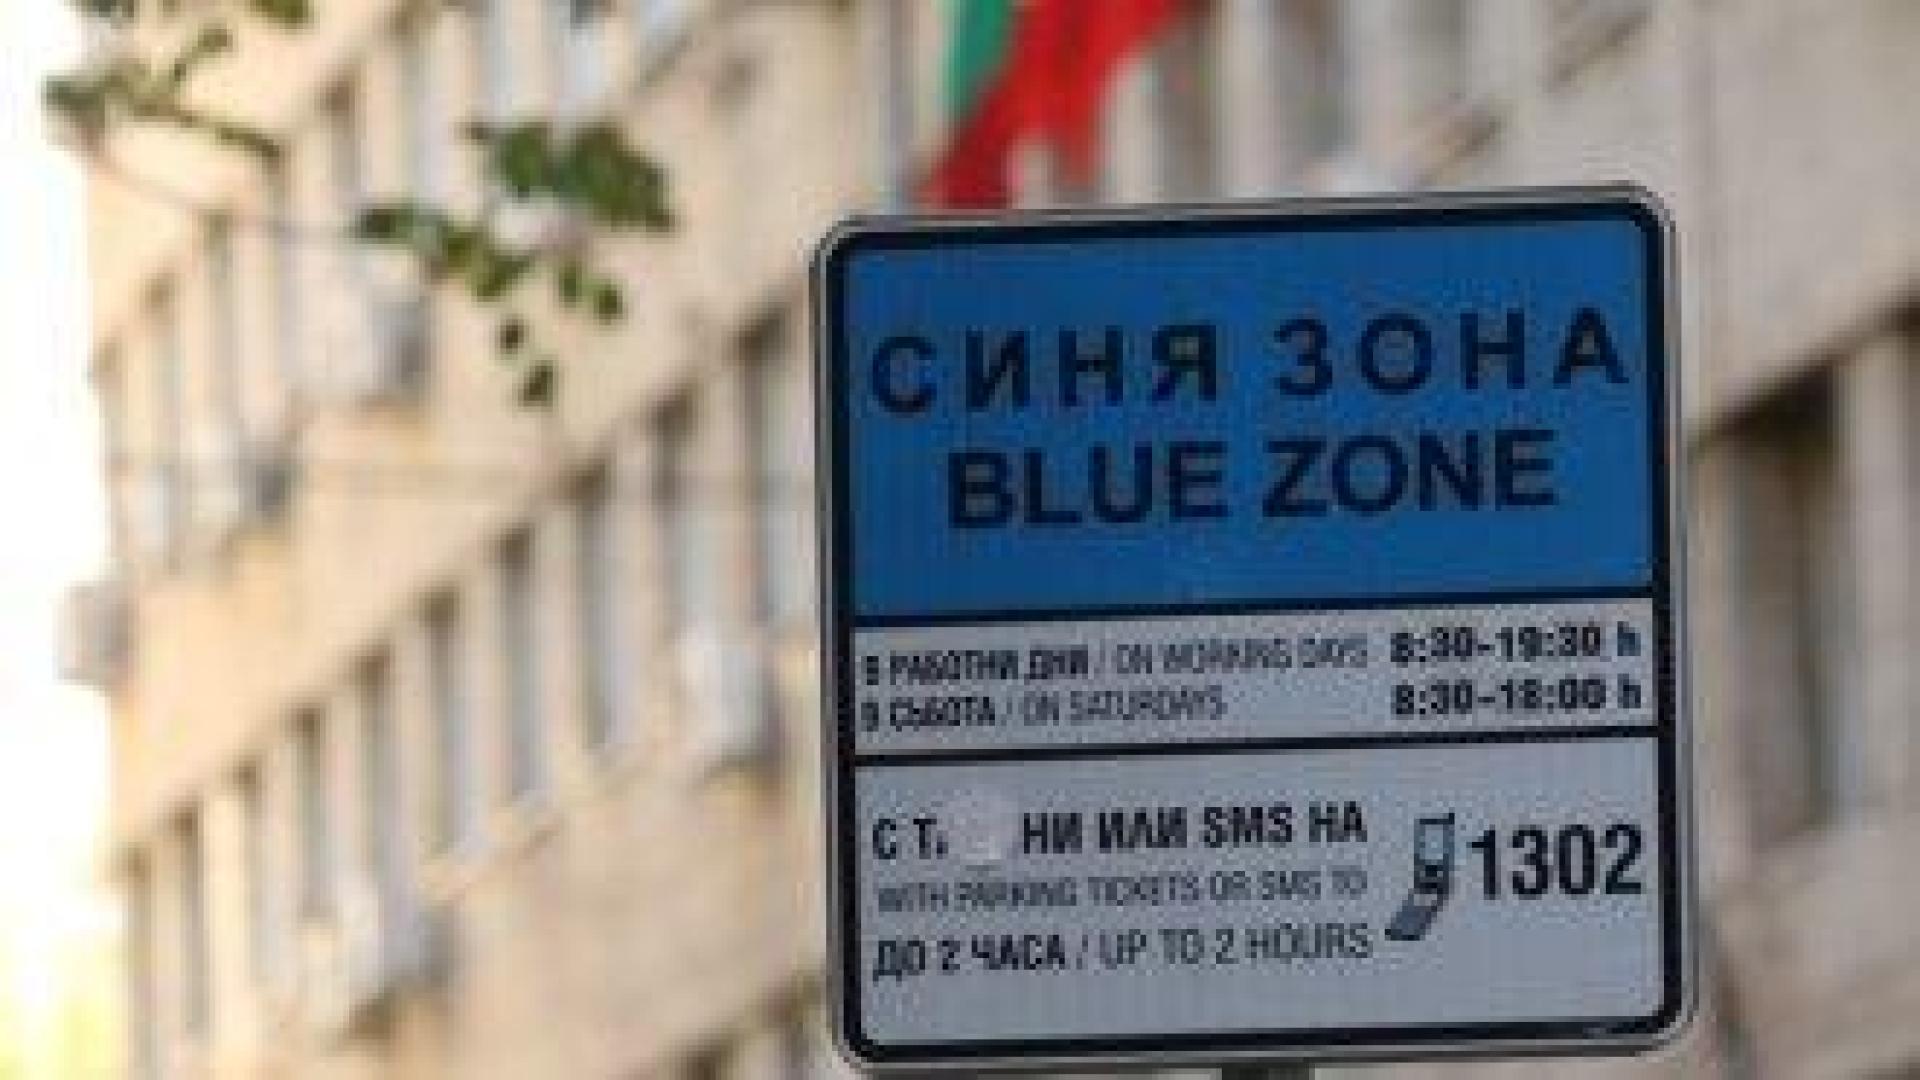 СИНЯ ЗОНА
BLUE ZONE
В РАБОТНИ ДНИ / ON WORKING DAYS 8:30-19:30 h
В СЪБОТА / ON SATURDAYS 8:30-18:00 h
С НИ ИЛИ SMS НА 1302
WITH PARKING TICKETS OR SMS TO
ДО 2 ЧАСА / UP TO 2 HOURS